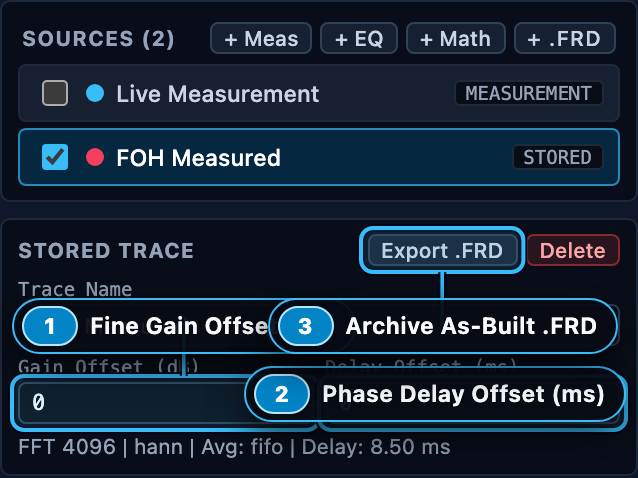 SOURCES (2) + Meas + EQ + Math + .FRD
Live Measurement MEASUREMENT
FOH Measured STORED
STORED TRACE Export .FRD Delete
Trace Name
1 Fine Gain Offse 3 Archive As-Built .FRD
Gain Offset (dB) Delay Offset (ms)
0 2 Phase Delay Offset (ms)
FFT 4096 | hann | Avg: fifo | Delay: 8.50 ms